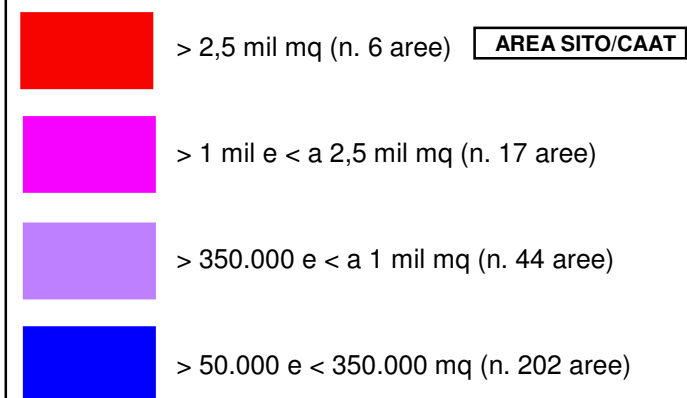 > 2,5 mil mq (n. 6 aree) AREA SITO/CAAT
> 1 mil e < a 2,5 mil mq (n. 17 aree)
> 350.000 e < a 1 mil mq (n. 44 aree)
> 50.000 e < 350.000 mq (n. 202 aree)